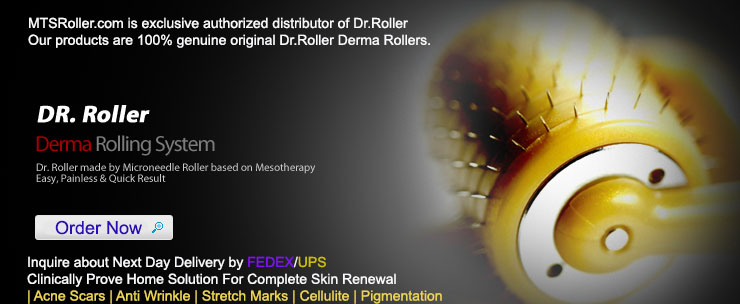 MTSRoller.com is exclusive authorized distributor of Dr.Roller
Our products are 100% genuine original Dr.Roller Derma Rollers.
DR. Roller
Derma Rolling System
Dr. Roller made by Microneedle Roller based on Mesotherapy
Easy, Painless & Quick Result
Order Now
Inquire about Next Day Delivery by FEDEX/UPS
Clinically Prove Home Solution For Complete Skin Renewal
| Acne Scars | Anti Wrinkle | Stretch Marks | Cellulite | Pigmentation